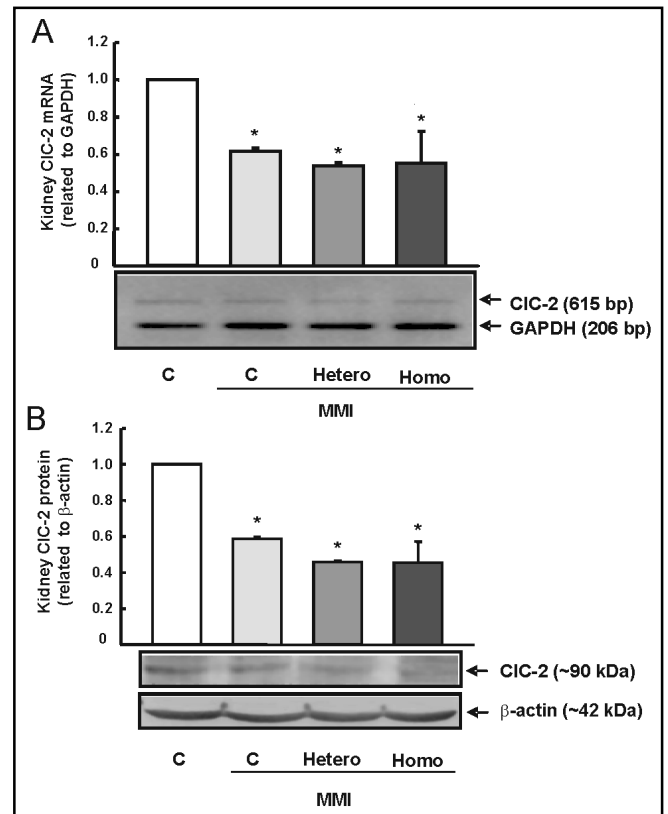 A
Kidney ClC-2 mRNA
(related to GAPDH)
1.2
1.0
0.8
0.6
0.4
0.2
0
*
*
*
ClC-2 (615 bp)
GAPDH (206 bp)
C C Hetero Homo
MMI
B
Kidney ClC-2 protein
(related to β-actin)
1.2
1.0
0.6
0.4
0.2
0
*
*
*
ClC-2 (~90 kDa)
β-actin (~42 kDa)
C C Hetero Homo
MMI